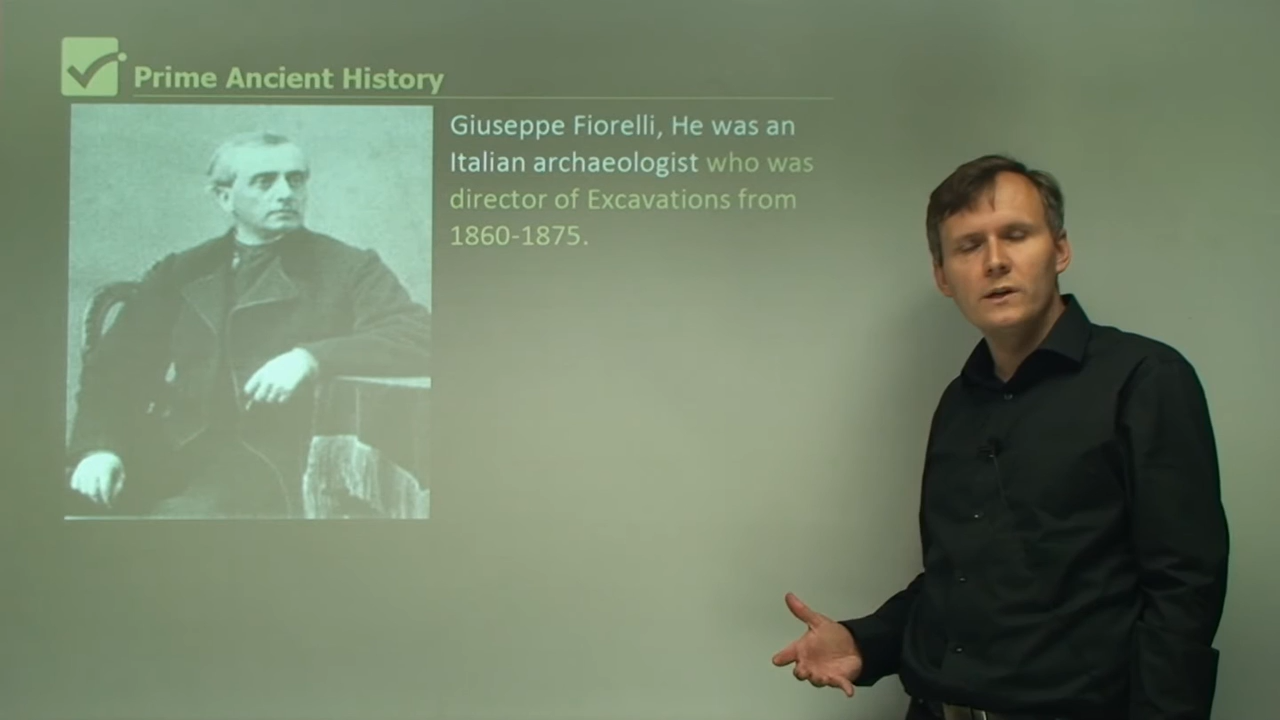 Prime Ancient History
Giuseppe Fiorelli, He was an
Italian archaeologist who was
director of Excavations from
1860-1875.